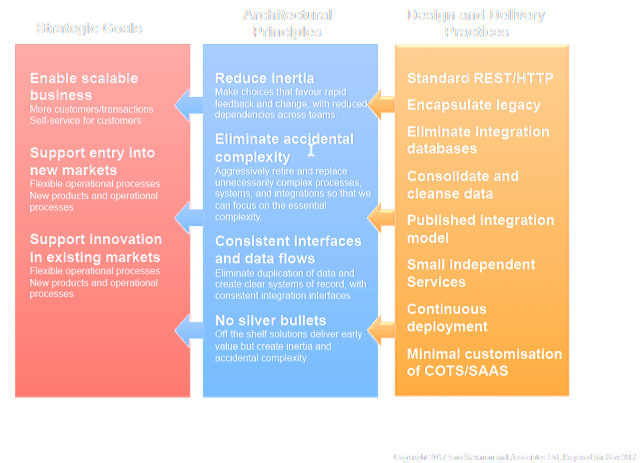 Strategic Goals
Architectural
Principles
Design and Delivery
Practices
Enable scalable
business
More customers/transactions
Self-service for customers
Support entry into
new markets
Flexible operational processes
New products and operational
processes
Support innovation
in existing markets
Flexible operational processes
New products and operational
processes
Reduce Inertia
Make choices that favour rapid
feedback and change, with reduced
dependencies across teams.
Eliminate accidental
complexity
Aggressively retire and replace
unnecessarily complex processes,
systems, and integrations so that we
can focus on the essential
complexity.
Consistent interfaces
and data flows
Eliminate duplication of data and
create clear systems of record, with
consistent integration interfaces.
No silver bullets
Off the shelf solutions deliver early
value but create inertia and
accidental complexity.
Standard REST/HTTP
Encapsulate legacy
Eliminate integration
databases
Consolidate and
cleanse data
Published integration
model
Small independent
Services
Continuous
deployment
Minimal customisation
of COTS/SAAS
Copyright 2017 Sam Newman and Associates Ltd, Prepared for